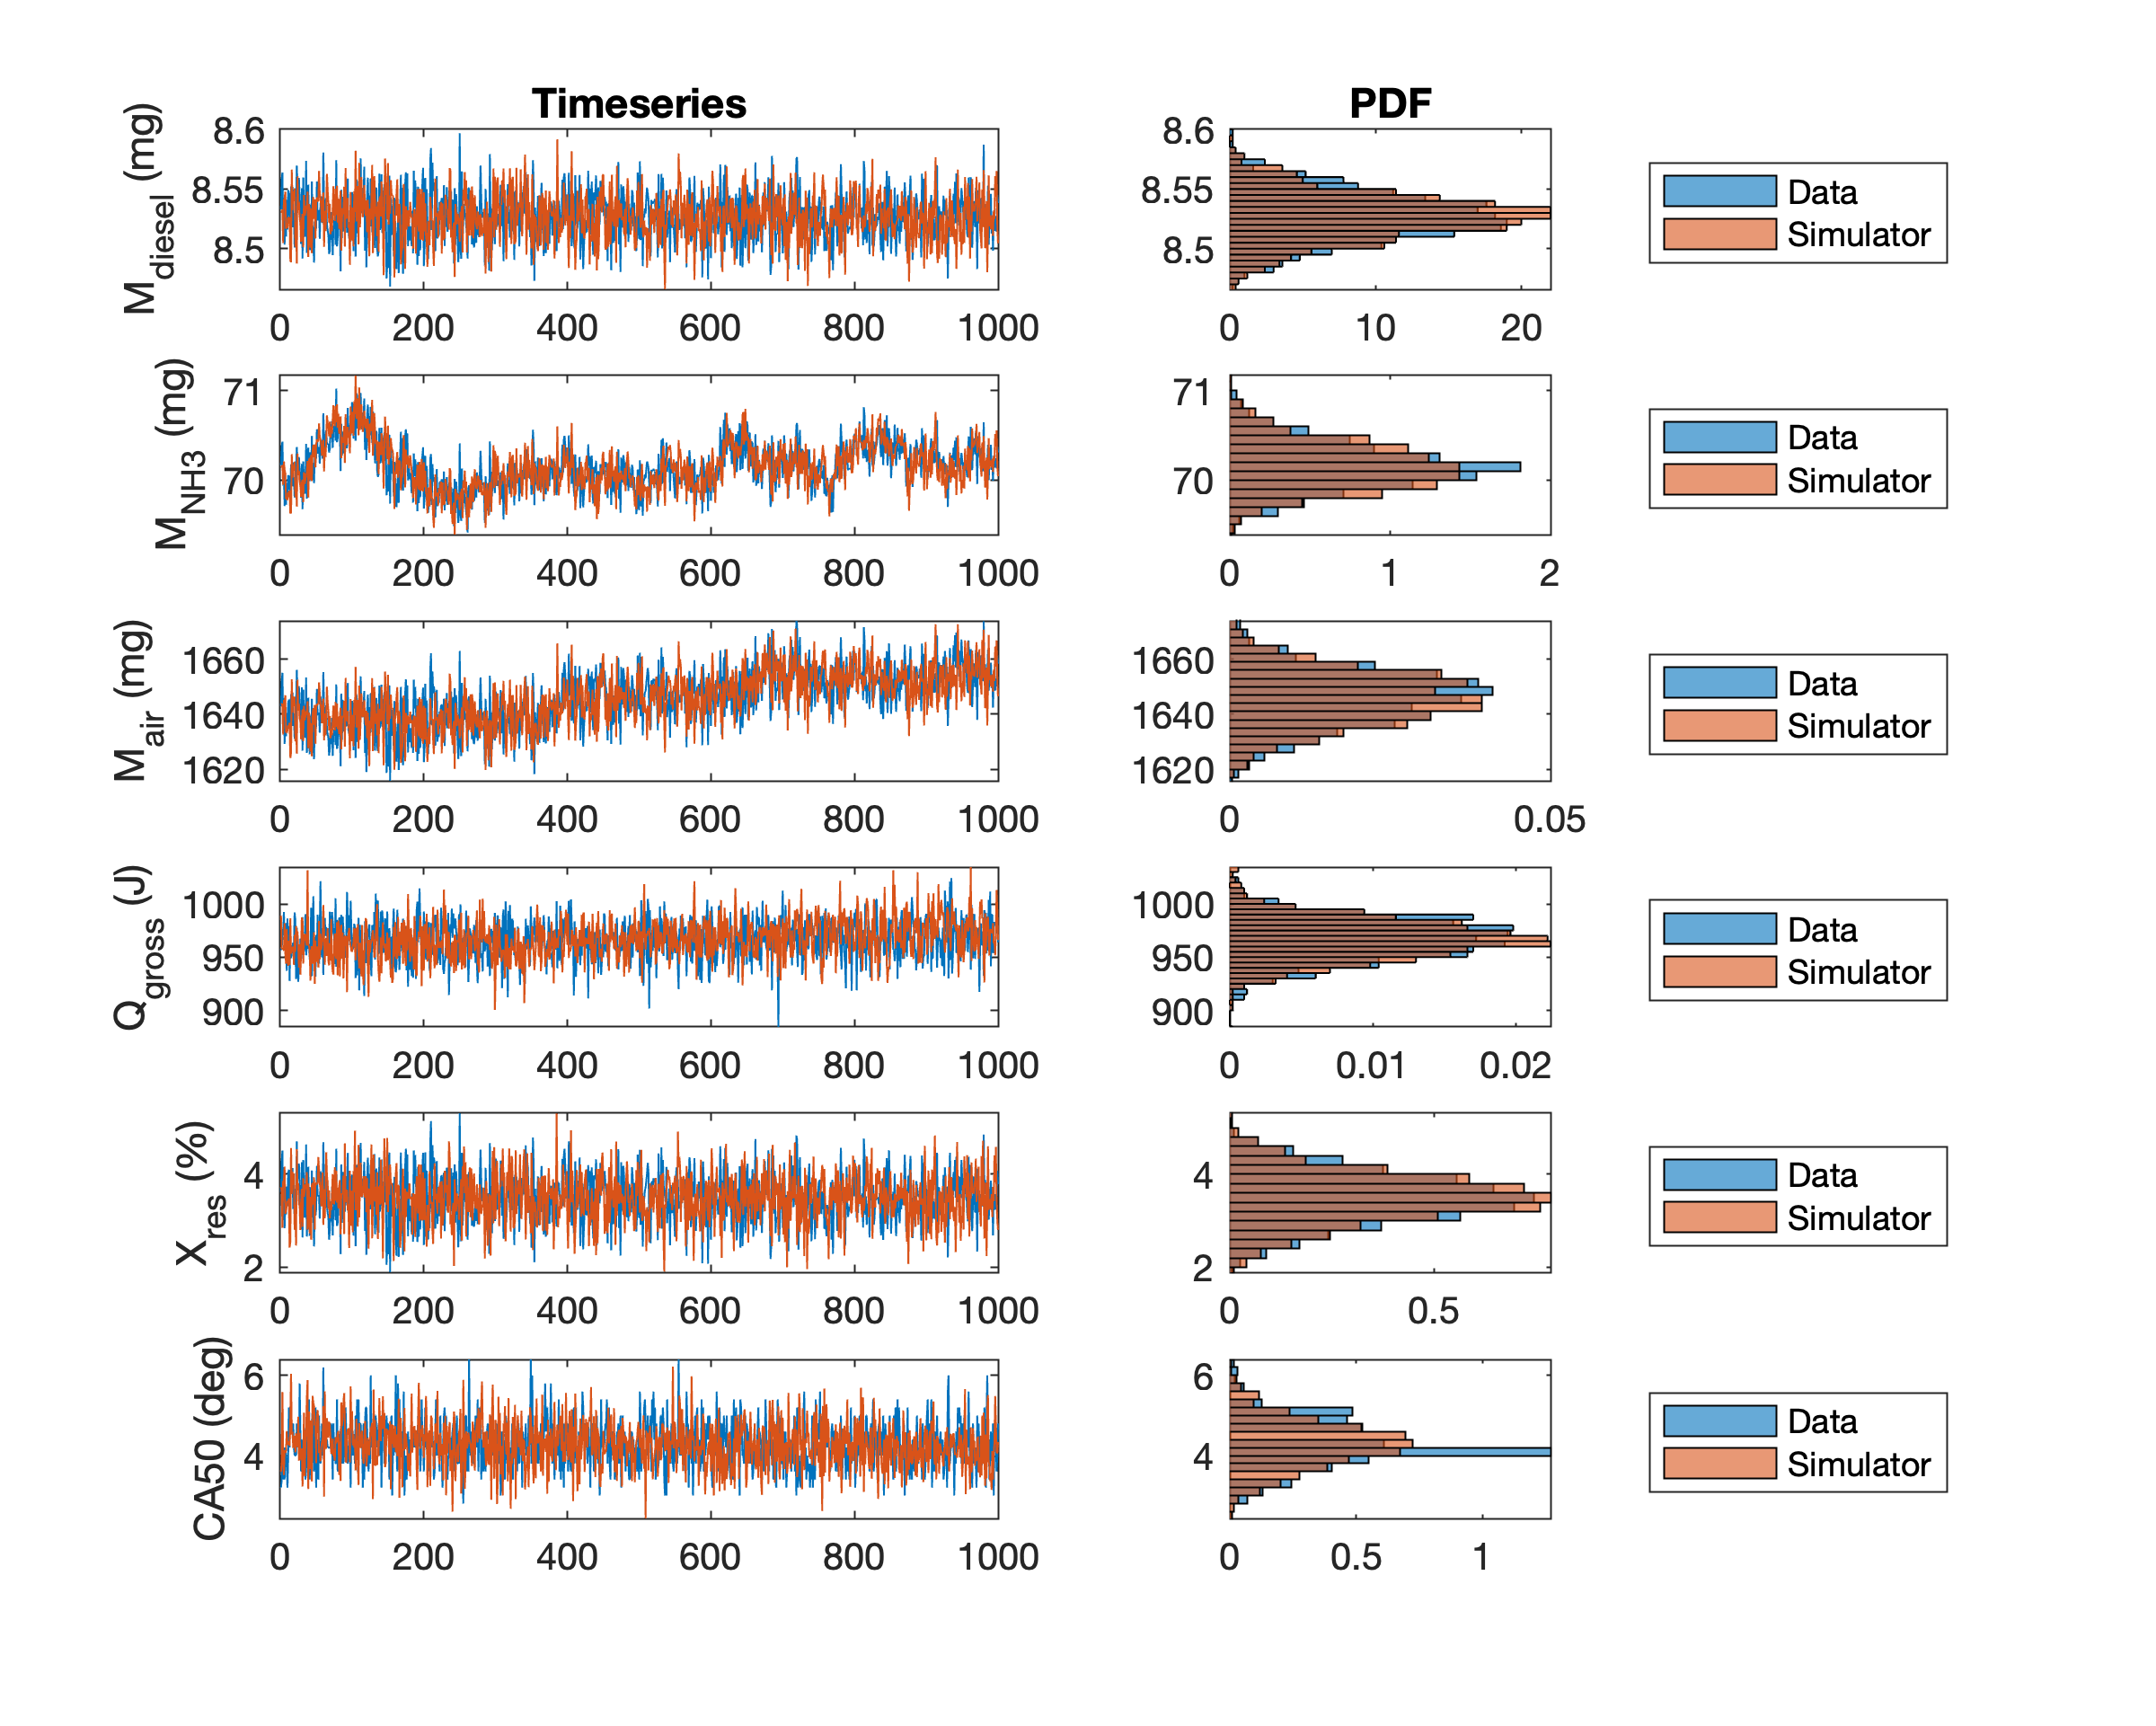 Timeseries PDF
M_diesel (mg) 8.6 8.55 8.5 0 200 400 600 800 1000
8.6 8.55 8.5 0 10 20
Data
Simulator
M_NH3 (mg) 71 70 0 200 400 600 800 1000
71 70 0 1 2
Data
Simulator
M_air (mg) 1660 1640 1620 0 200 400 600 800 1000
1660 1640 1620 0 0.05
Data
Simulator
Q_gross (J) 1000 950 900 0 200 400 600 800 1000
1000 950 900 0 0.01 0.02
Data
Simulator
X_res (%) 4 2 0 200 400 600 800 1000
4 2 0 0.5
Data
Simulator
CA50 (deg) 6 4 0 200 400 600 800 1000
6 4 0 0.5 1
Data
Simulator